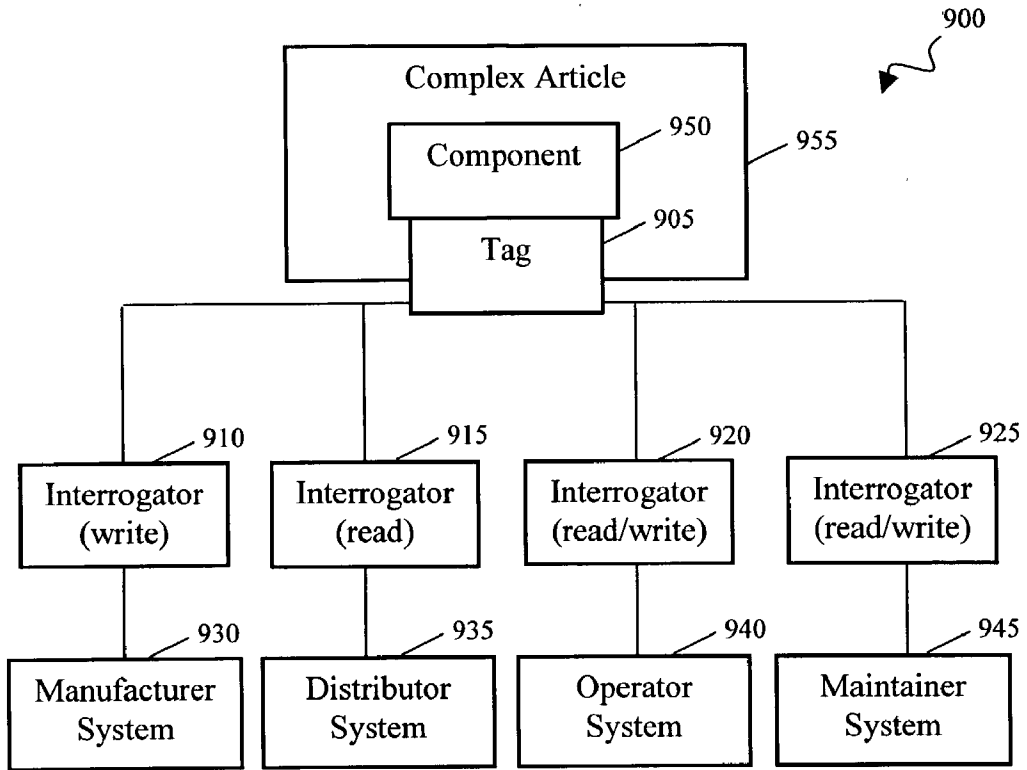 900
Complex Article
950
955
Component
905
Tag
910
915
920
925
Interrogator
(write)
Interrogator
(read)
Interrogator
(read/write)
Interrogator
(read/write)
930
935
940
945
Manufacturer
System
Distributor
System
Operator
System
Maintainer
System